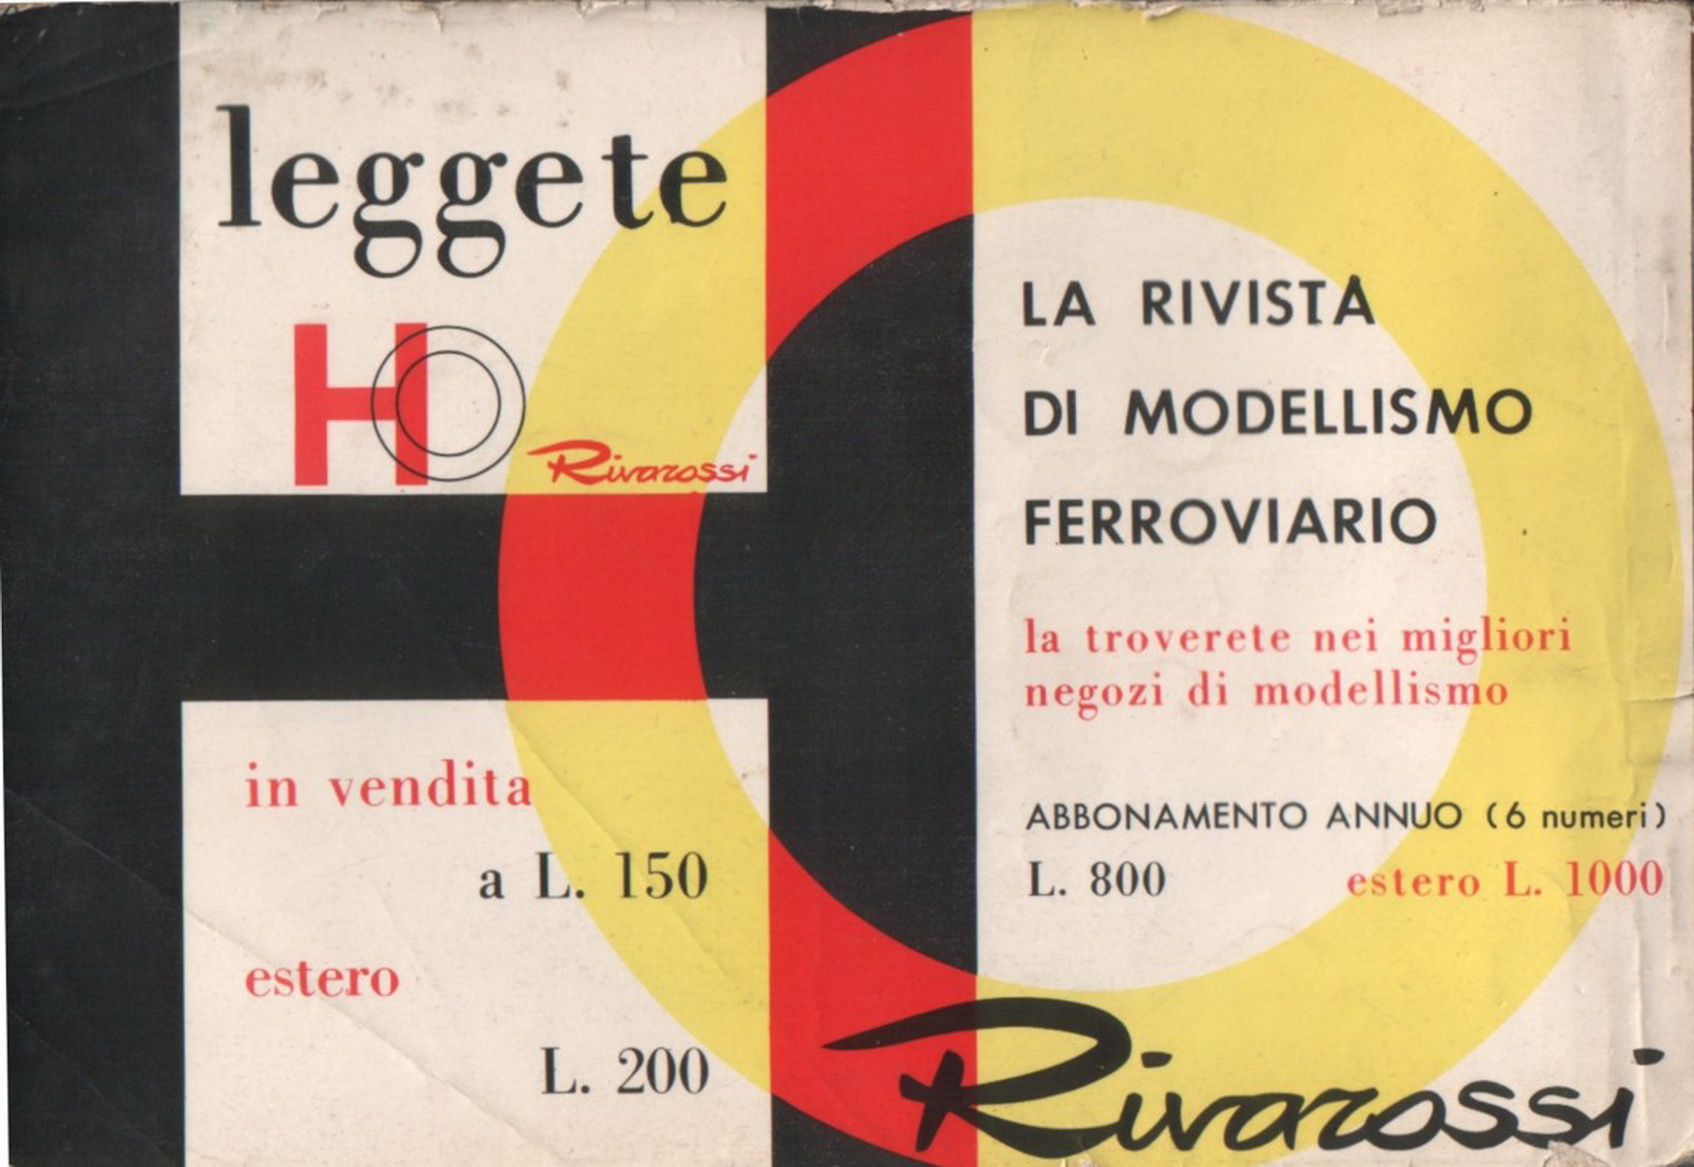 leggete
HO Rivarossi
in vendita
a L. 150
estero
L. 200
LA RIVISTA
DI MODELLISMO
FERROVIARIO
la troverete nei migliori
negozi di modellismo
ABBONAMENTO ANNUO (6 numeri)
L. 800 estero L. 1000
Rivarossi